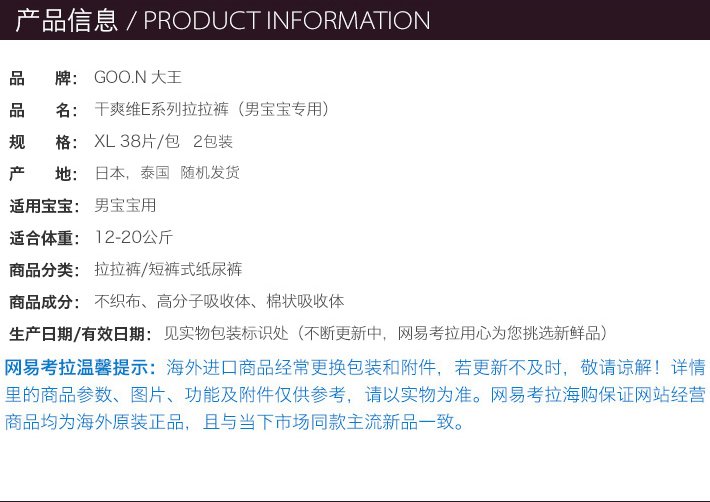 产品信息 / PRODUCT INFORMATION
品 牌： GOO.N 大王
品 名： 干爽维E系列拉拉裤（男宝宝专用）
规 格： XL 38片/包 2包装
产 地： 日本，泰国 随机发货
适用宝宝： 男宝宝用
适合体重： 12-20公斤
商品分类： 拉拉裤/短裤式纸尿裤
商品成分： 不织布、高分子吸收体、棉状吸收体
生产日期/有效日期： 见实物包装标识处（不断更新中，网易考拉用心为您挑选新鲜品）
网易考拉温馨提示：海外进口商品经常更换包装和附件，若更新不及时，敬请谅解！详情
里的商品参数、图片、功能及附件仅供参考，请以实物为准。网易考拉海购保证网站经营
商品均为海外原装正品，且与当下市场同款主流新品一致。